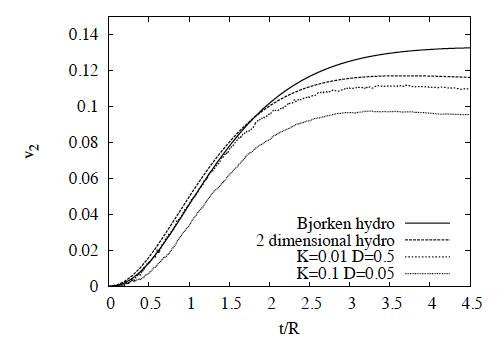 0.14
0.12
0.1
0.08
0.06
0.04
0.02
0
v2
Bjorken hydro
2 dimensional hydro
K=0.01 D=0.5
K=0.1 D=0.05
0 0.5 1 1.5 2 2.5 3 3.5 4 4.5
t/R